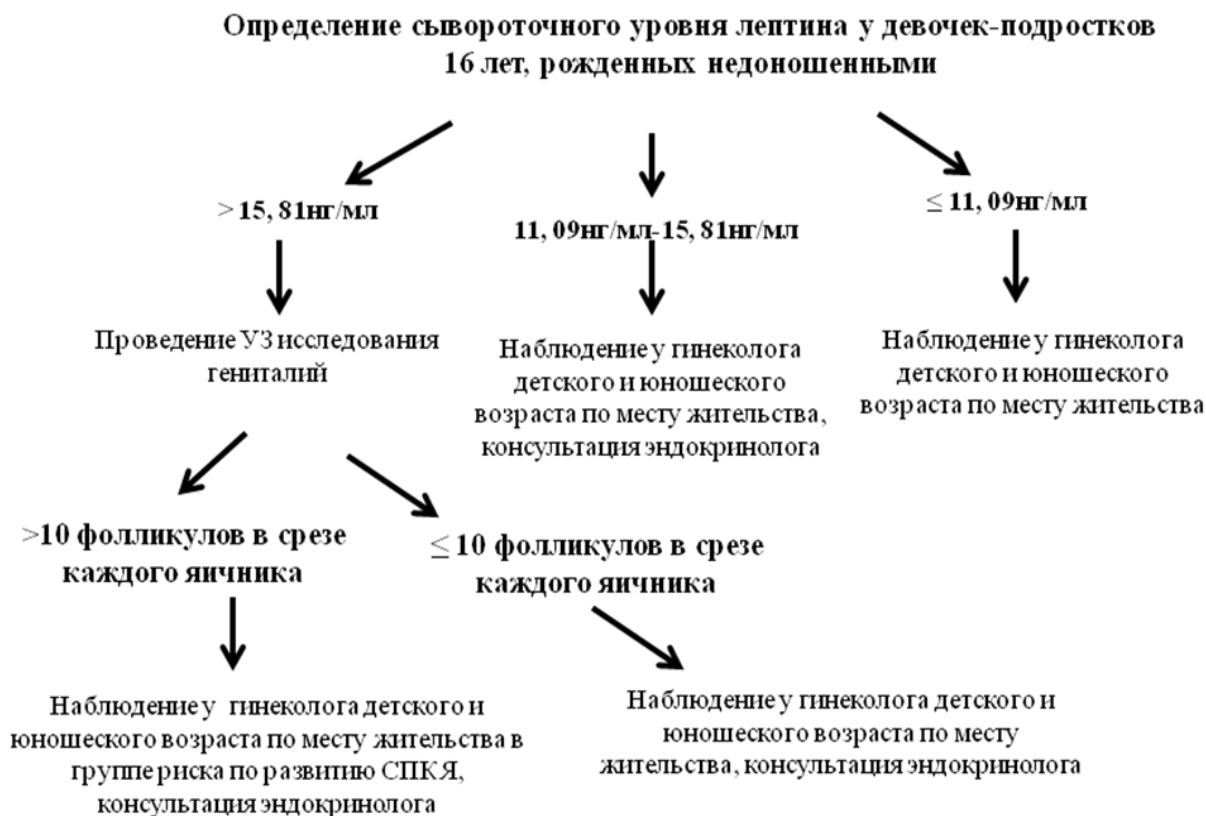 Определение сывороточного уровня лептина у девочек-подростков
16 лет, рожденных недоношенными
> 15, 81нг/мл
11, 09нг/мл-15, 81нг/мл
≤ 11, 09нг/мл
Проведение УЗ исследования
гениталий
Наблюдение у гинеколога
детского и юношеского
возраста по месту жительства,
консультация эндокринолога
Наблюдение у гинеколога
детского и юношеского
возраста по месту жительства
>10 фолликулов в срезе
каждого яичника
≤ 10 фолликулов в срезе
каждого яичника
Наблюдение у гинеколога детского и
юношеского возраста по месту жительства в
группе риска по развитию СПКЯ,
консультация эндокринолога
Наблюдение у гинеколога детского и
юношеского возраста по месту
жительства, консультация эндокринолога